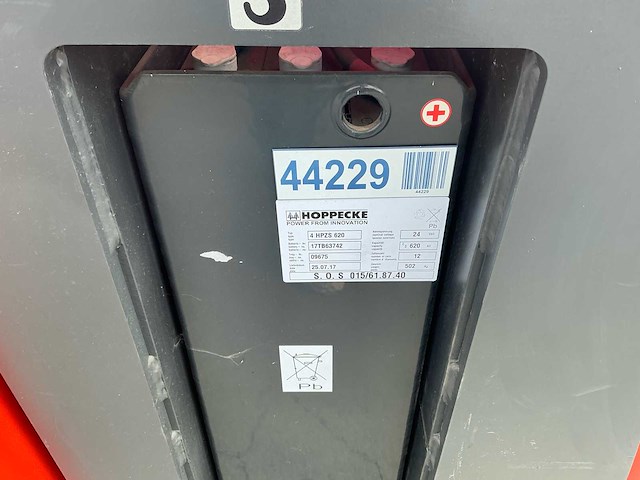 44229
44229
HOPPECKE
POWER FROM INNOVATION
Pb
4 HPZS 620
24
17TB63742
620
09675
12
25.07.17
502
S.O.S 015/61.87.40
Pb